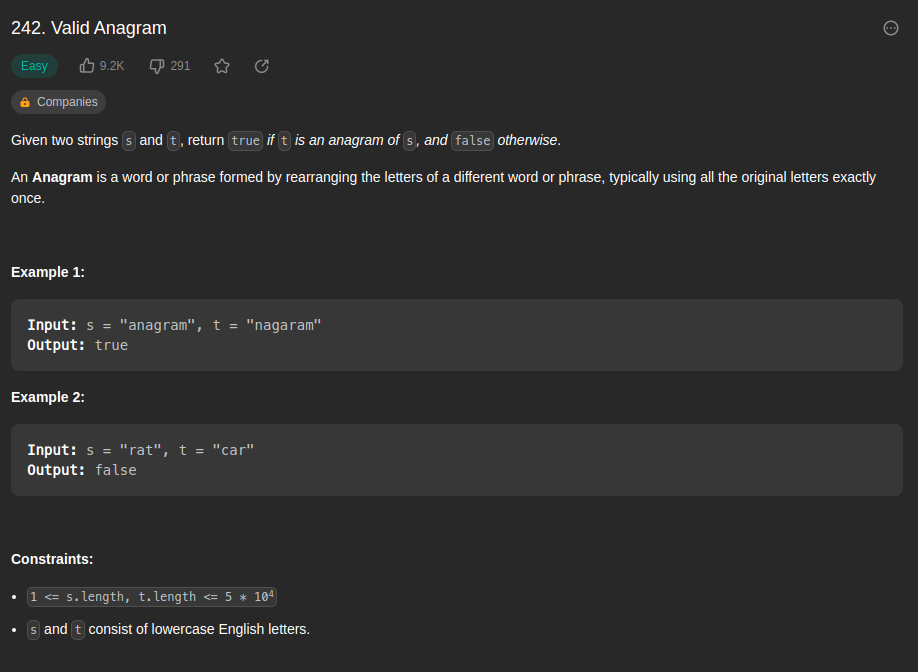 242. Valid Anagram
Easy 9.2K 291
Companies
Given two strings s and t, return true if t is an anagram of s, and false otherwise.
An Anagram is a word or phrase formed by rearranging the letters of a different word or phrase, typically using all the original letters exactly
once.
Example 1:
Input: s = "anagram", t = "nagaram"
Output: true
Example 2:
Input: s = "rat", t = "car"
Output: false
Constraints:
• 1 <= s.length, t.length <= 5 * 10⁴
• s and t consist of lowercase English letters.